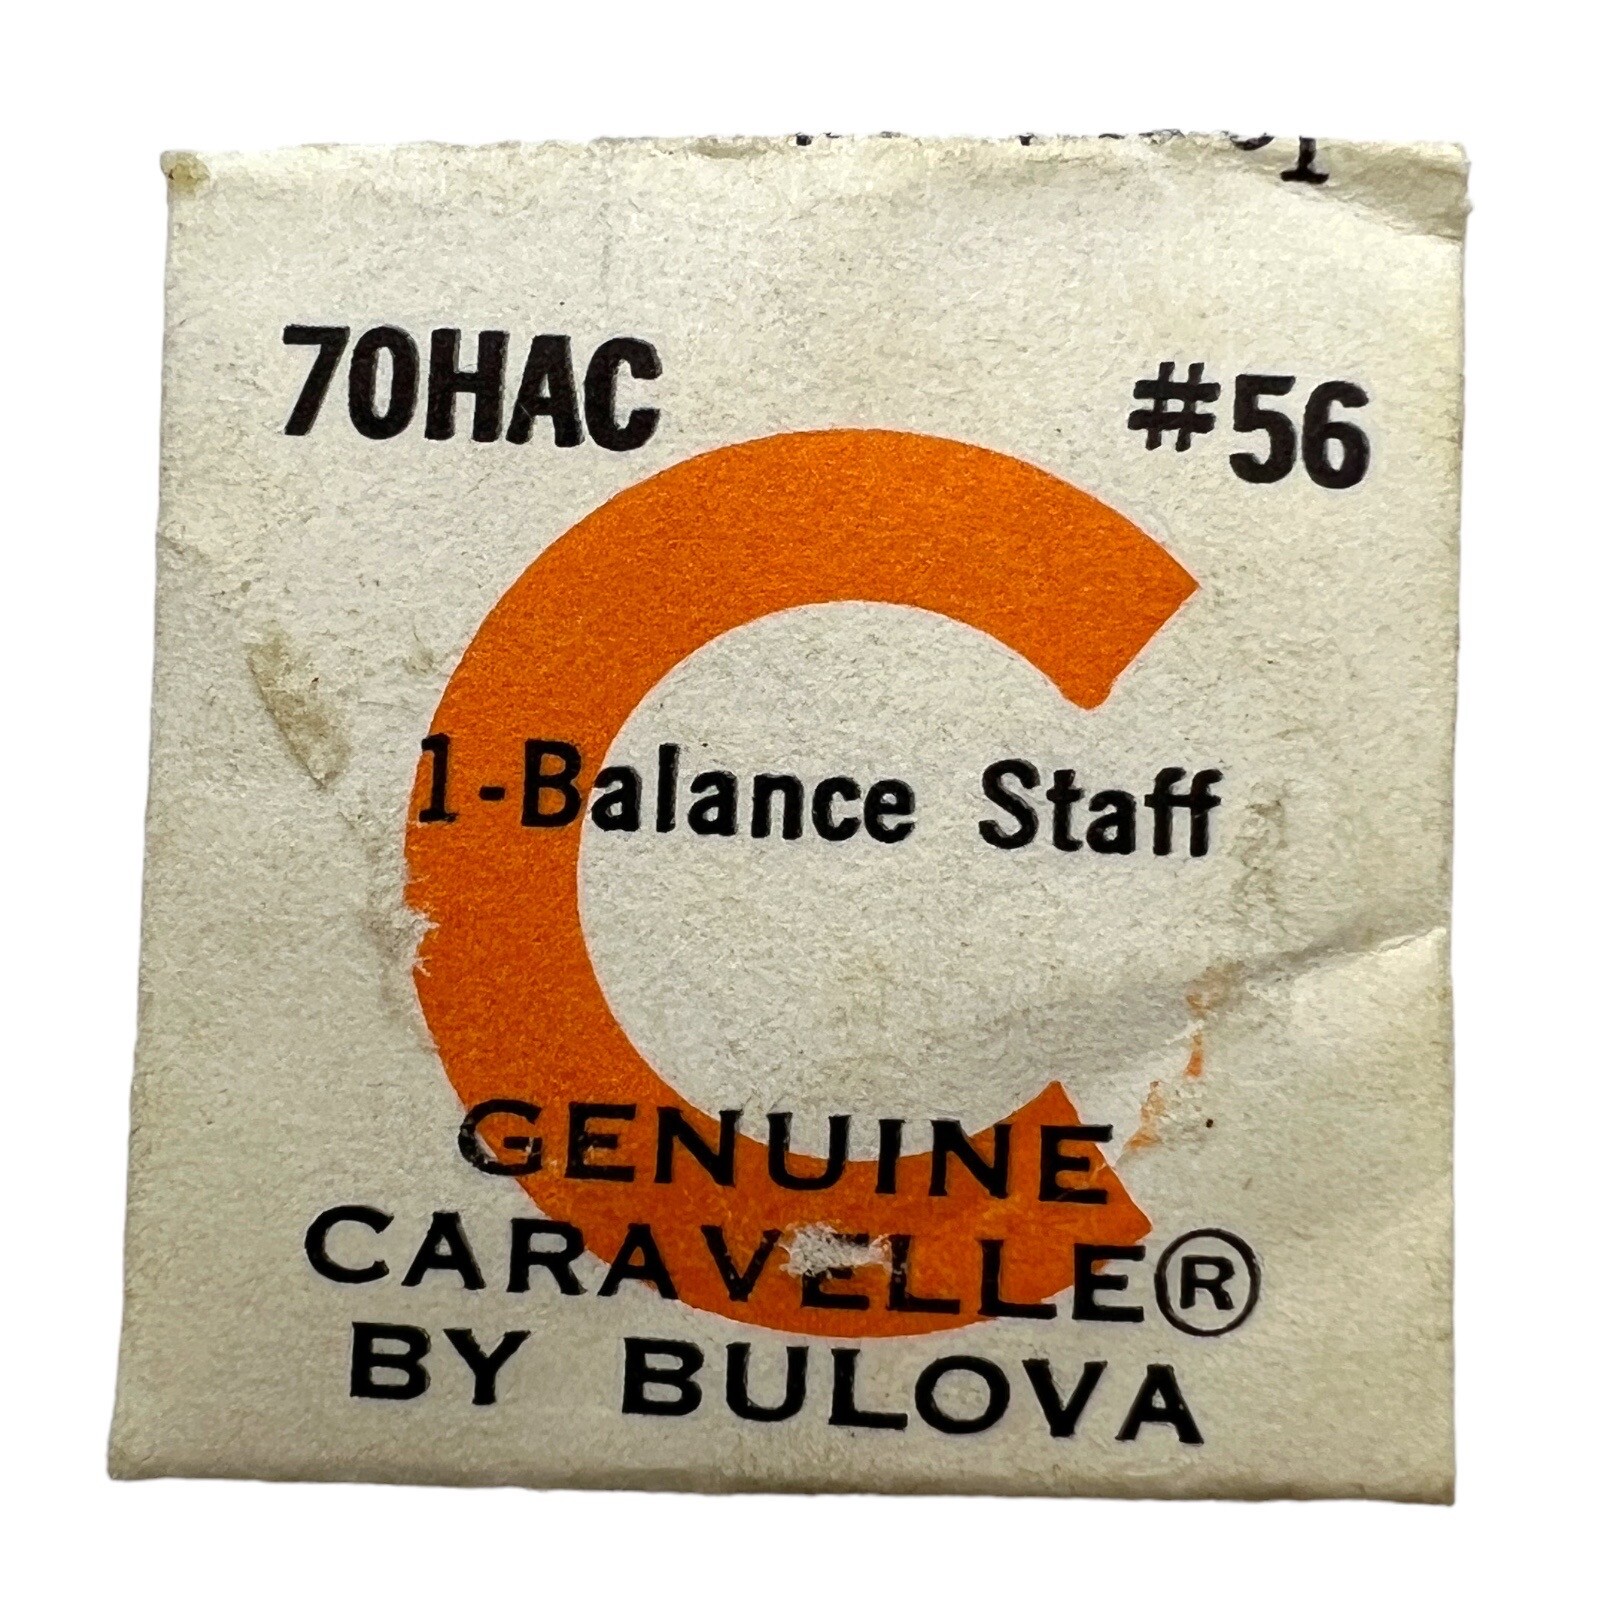 70HAC #56
1-Balance Staff
GENUINE
CARAVELLE®
BY BULOVA